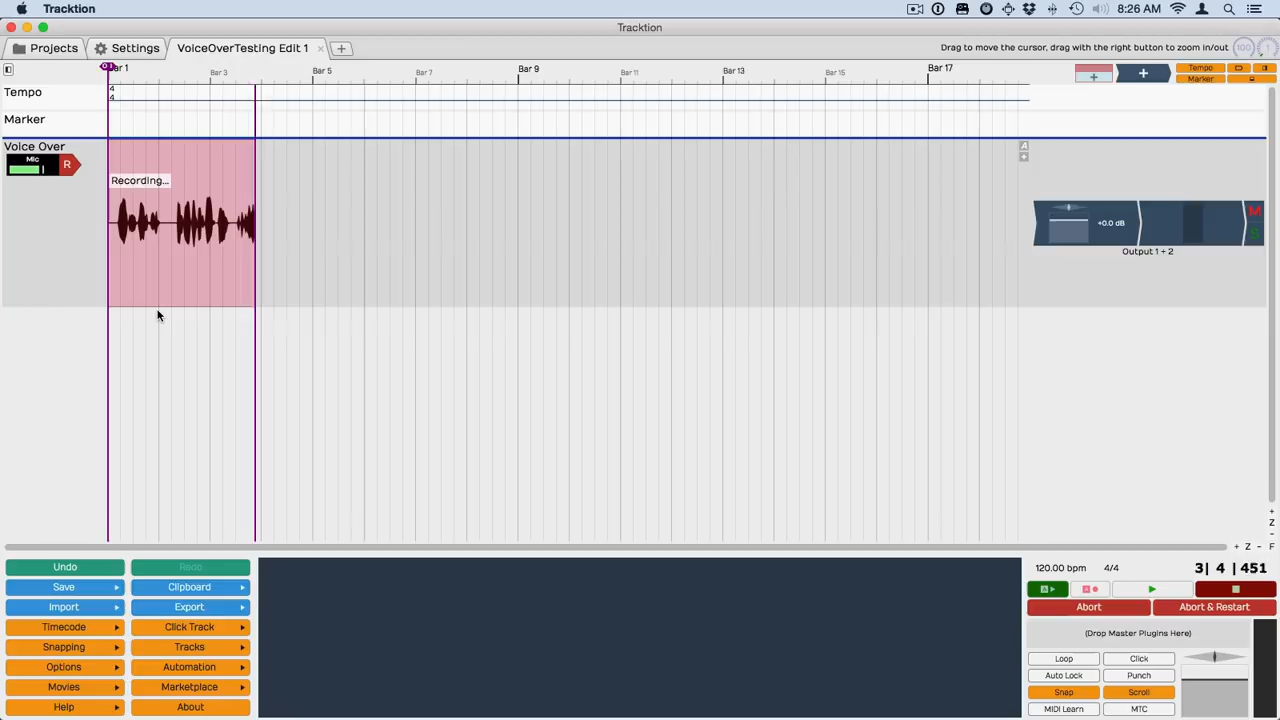 Tracktion
8:26 AM
Tracktion
Projects
Settings
VoiceOverTesting Edit 1
Drag to move the cursor, drag with the right button to zoom in/out
100
1
Bar 1
Bar 3
Bar 5
Bar 7
Bar 9
Bar 11
Bar 13
Bar 15
Bar 17
Tempo
Marker
Tempo
4
4
Marker
Voice Over
Mic
R
A
Recording...
+0.0 dB
M
S
Output 1 + 2
+
Z
-
+ Z - F
Undo
Redo
Save
Clipboard
Import
Export
Timecode
Click Track
Snapping
Tracks
Options
Automation
Movies
Marketplace
Help
About
120.00 bpm
4/4
3| 4 |451
A
A
Abort
Abort & Restart
(Drop Master Plugins Here)
Loop
Click
Auto Lock
Punch
Snap
Scroll
MIDI Learn
MTC